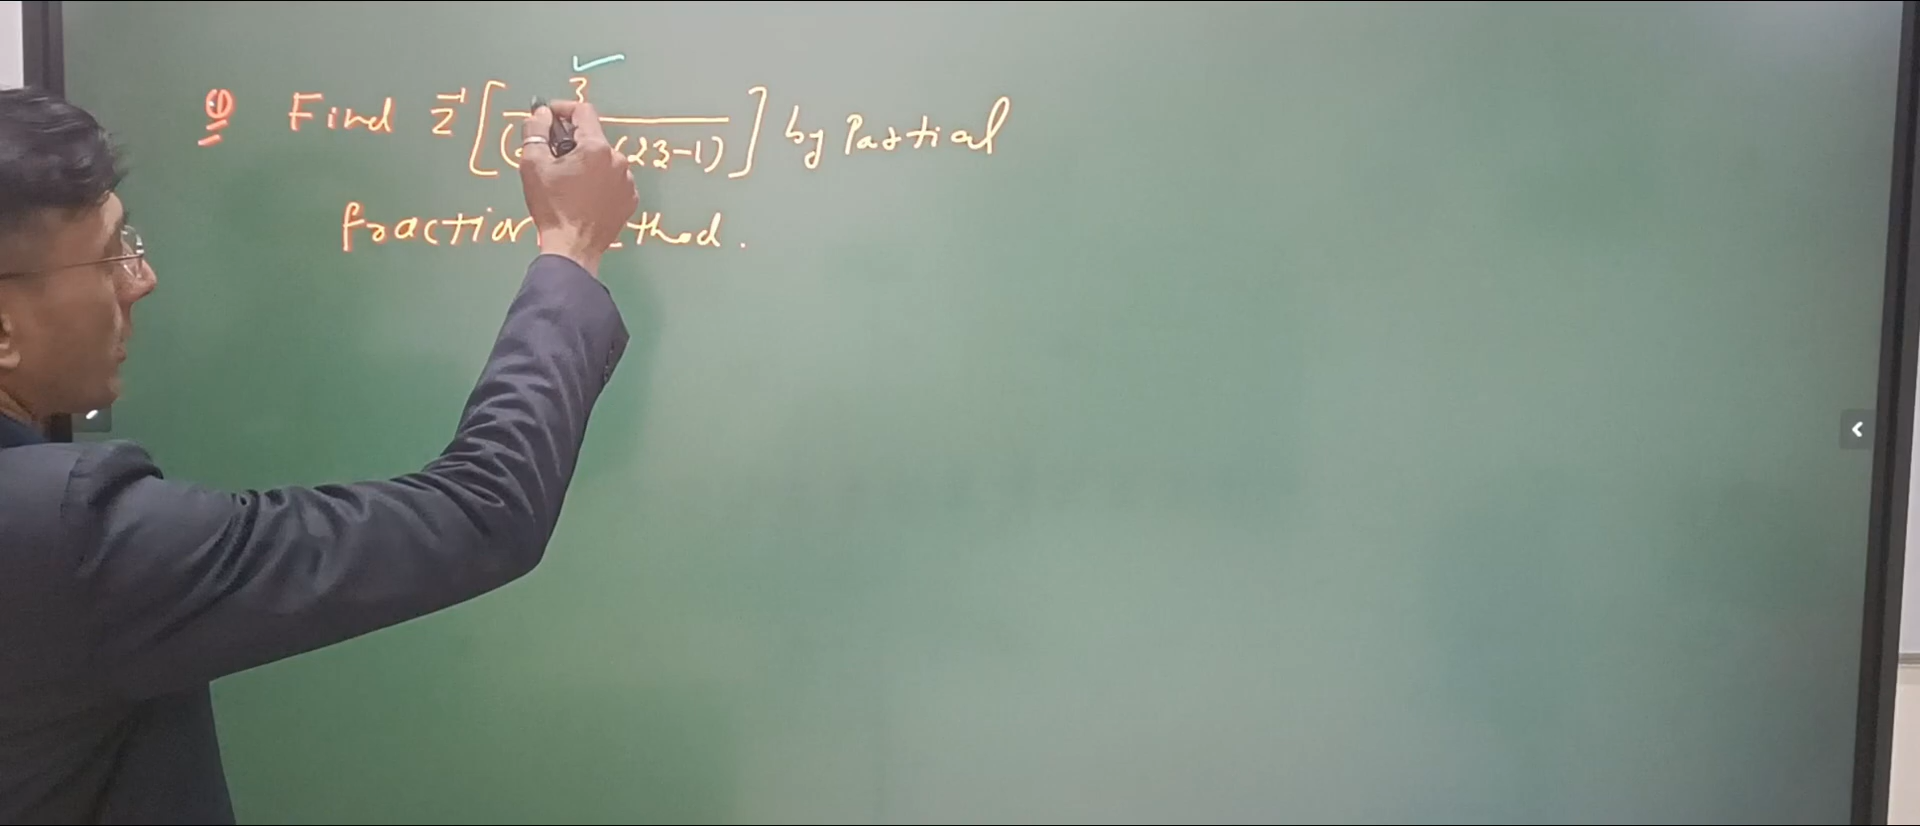 Q Find z⁻¹ [ z / ( (2z-1) ] by Partial
fraction thod.